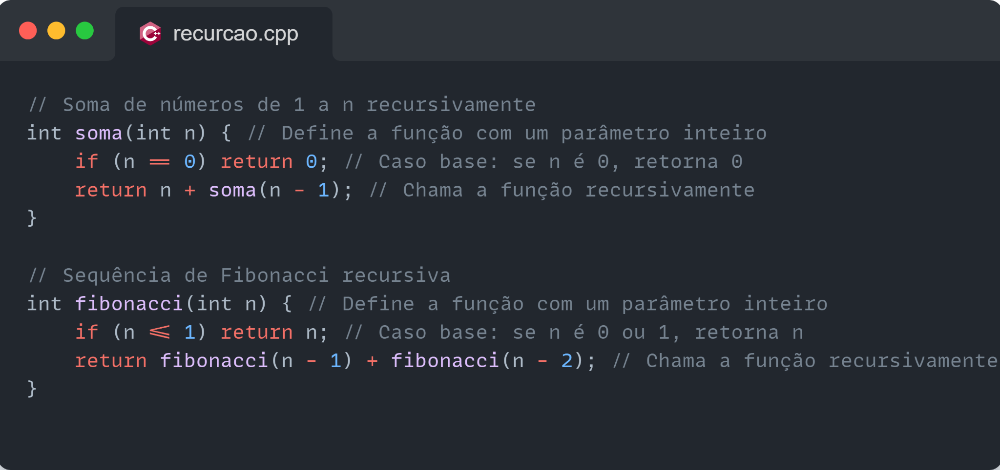 recurcao.cpp
// Soma de números de 1 a n recursivamente
int soma(int n) { // Define a função com um parâmetro inteiro
    if (n == 0) return 0; // Caso base: se n é 0, retorna 0
    return n + soma(n - 1); // Chama a função recursivamente
}
// Sequência de Fibonacci recursiva
int fibonacci(int n) { // Define a função com um parâmetro inteiro
    if (n <= 1) return n; // Caso base: se n é 0 ou 1, retorna n
    return fibonacci(n - 1) + fibonacci(n - 2); // Chama a função recursivamente
}